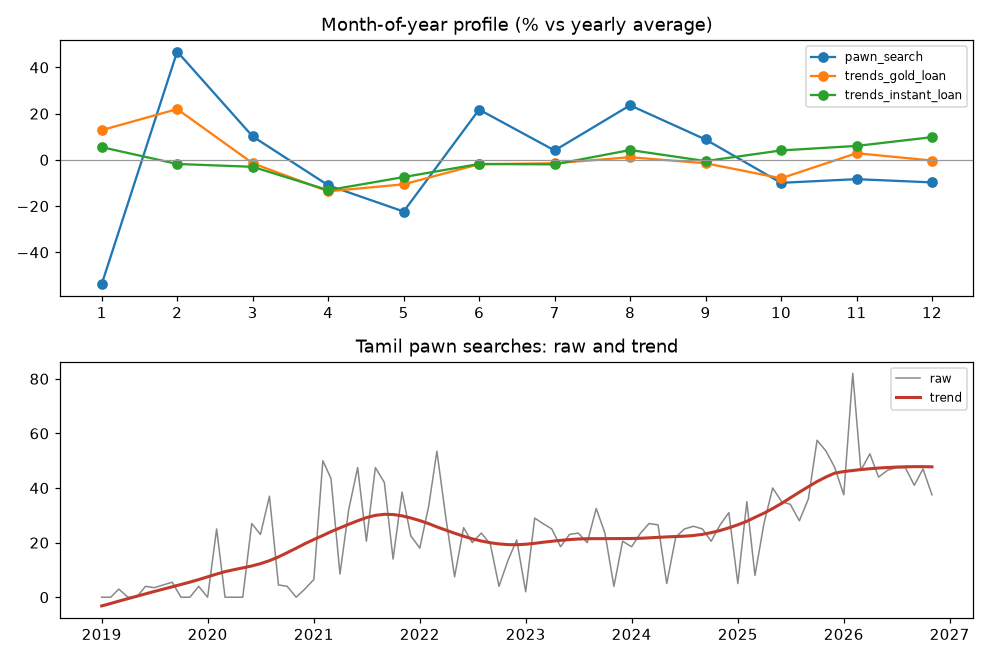 Month-of-year profile (% vs yearly average)
pawn_search
trends_gold_loan
trends_instant_loan
40
20
0
−20
−40
1 2 3 4 5 6 7 8 9 10 11 12
Tamil pawn searches: raw and trend
raw
trend
80
60
40
20
0
2019 2020 2021 2022 2023 2024 2025 2026 2027